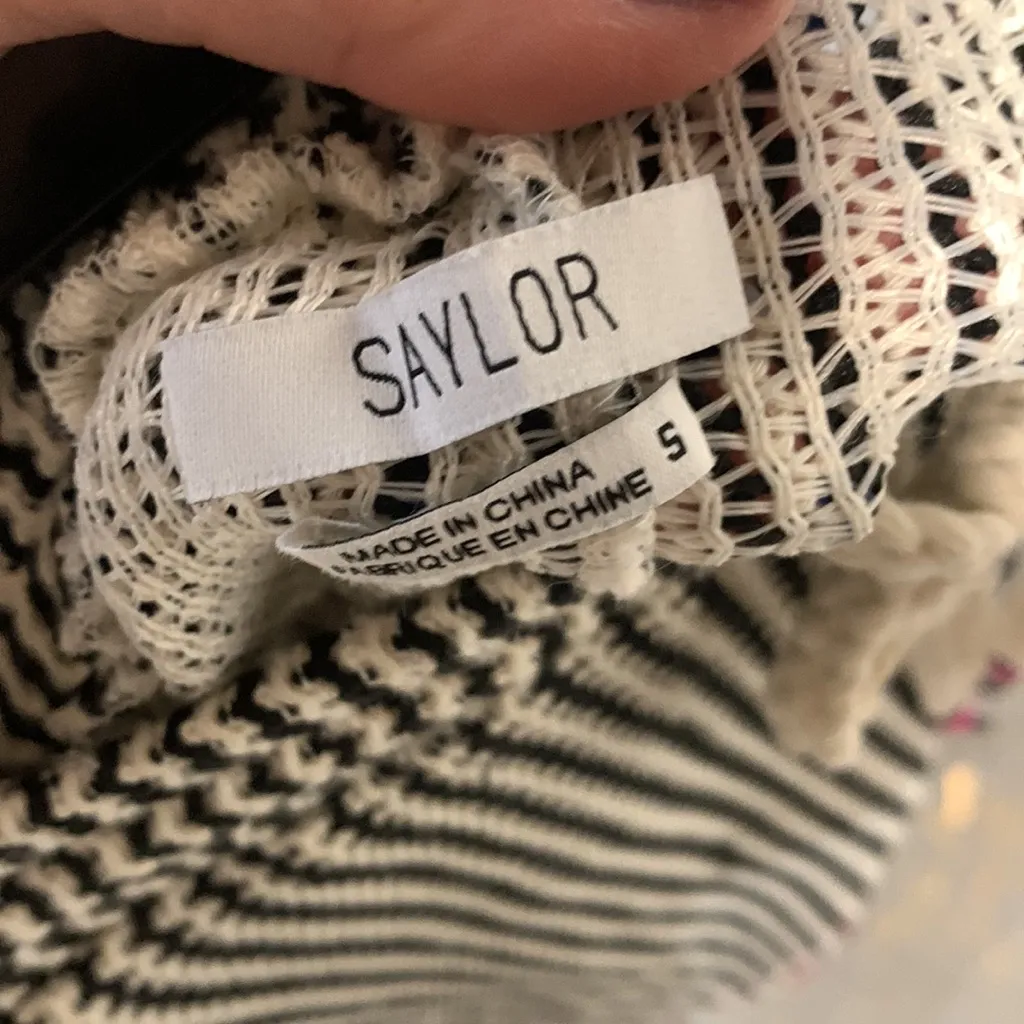 SAYLOR
S
MADE IN CHINA
FABRIQUE EN CHINE